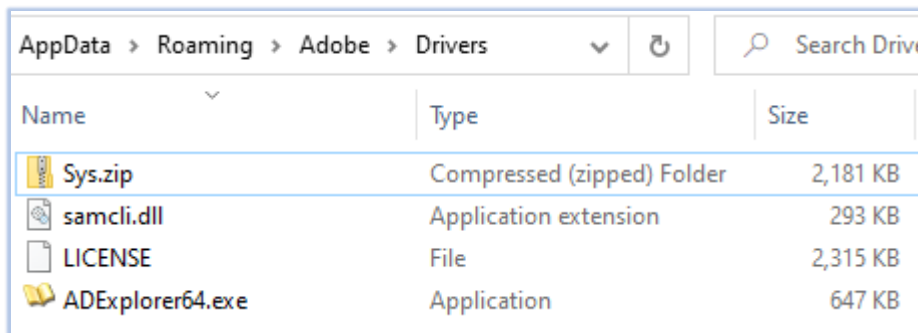 AppData > Roaming > Adobe > Drivers Search
Name Type Size
Sys.zip Compressed (zipped) Folder 2,181 KB
samcli.dll Application extension 293 KB
LICENSE File 2,315 KB
ADExplorer64.exe Application 647 KB